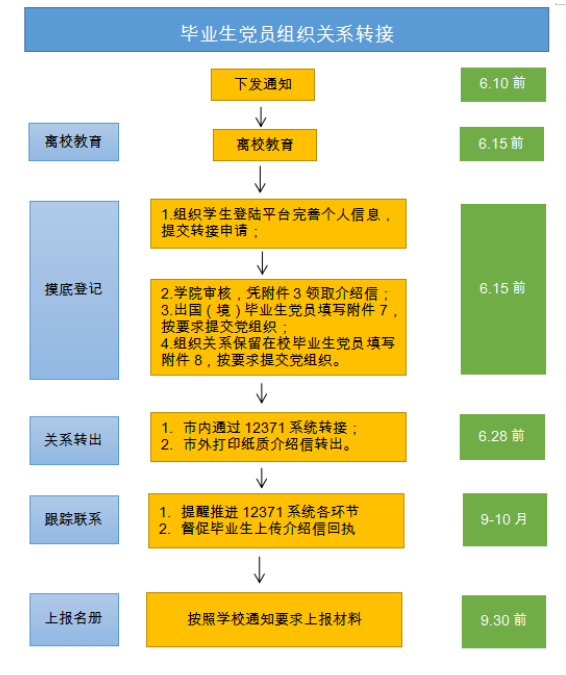 毕业生党员组织关系转接
下发通知
6.10 前
离校教育
离校教育
6.15 前
摸底登记
1.组织学生登陆平台完善个人信息，
提交转接申请；
2.学院审核，凭附件 3 领取介绍信；
3.出国（境）毕业生党员填写附件 7，
按要求提交党组织；
4.组织关系保留在校毕业生党员填写
附件 8，按要求提交党组织。
6.15 前
关系转出
1. 市内通过 12371 系统转接；
2. 市外打印纸质介绍信转出。
6.28 前
跟踪联系
1. 提醒推进 12371 系统各环节
2. 督促毕业生上传介绍信回执
9-10 月
上报名册
按照学校通知要求上报材料
9.30 前